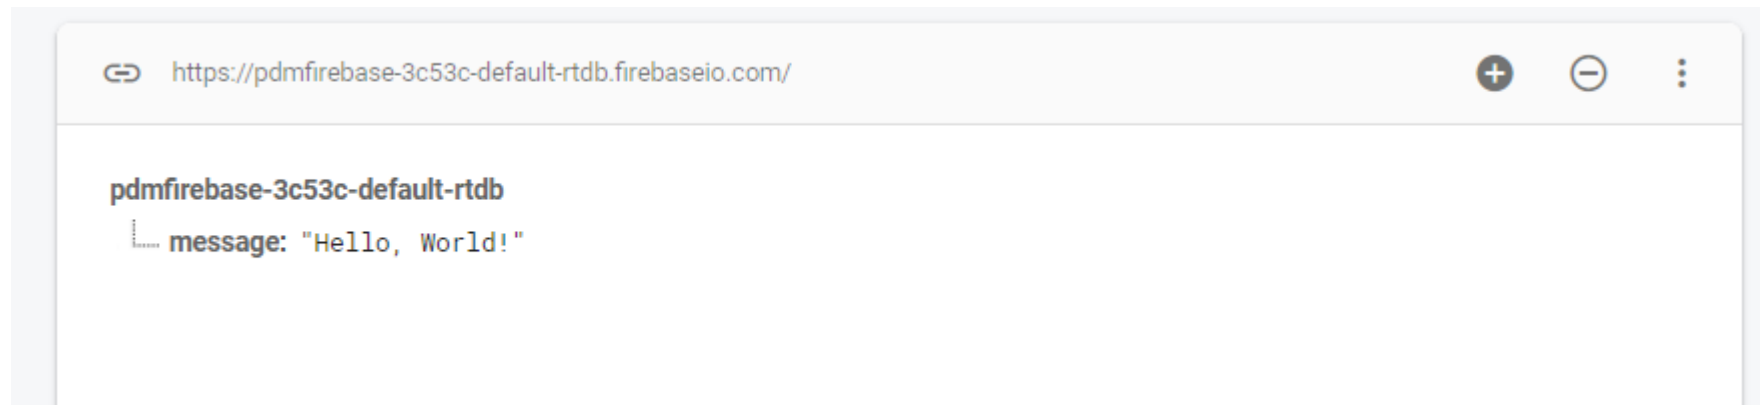 https://pdmfirebase-3c53c-default-rtdb.firebaseio.com/
pdmfirebase-3c53c-default-rtdb
message: "Hello, World!"